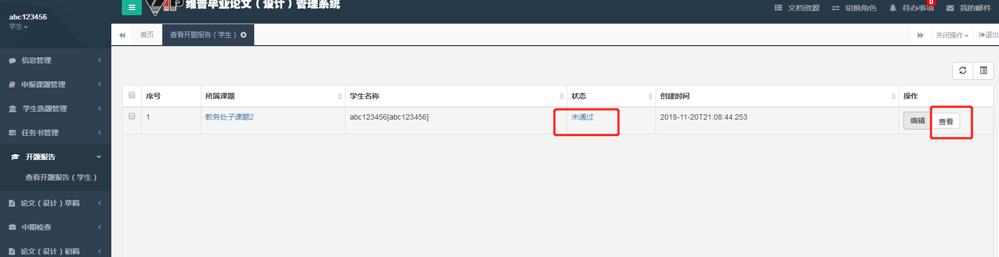 VIP 维普毕业论文（设计）管理系统
文档资源 切换角色 待办事项 0 我的邮件
abc123456
学生
首页 查看开题报告（学生） 关闭操作 退出
信息管理
申报课题管理
学生选题管理
任务书管理
开题报告
查看开题报告（学生）
论文（设计）草稿
中期检查
论文（设计）初稿
序号 所属课题 学生名称 状态 创建时间 操作
1 教务处子课题2 abc123456[abc123456] 未通过 2018-11-20T21:08:44.253 编辑 查看